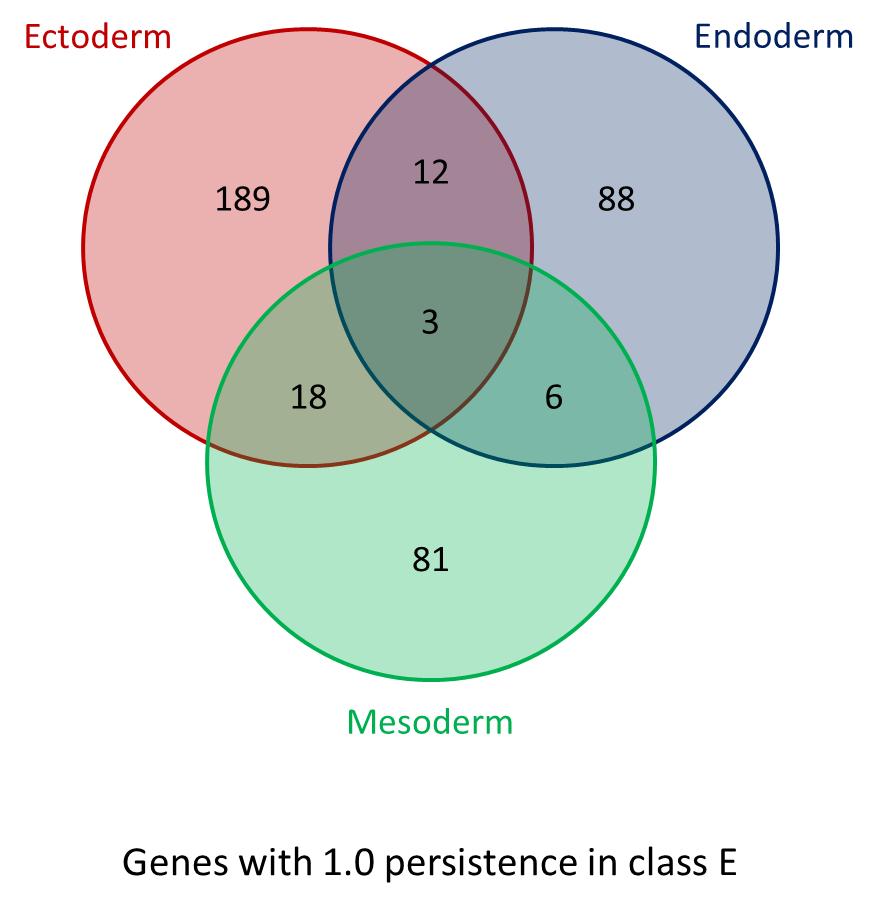 Ectoderm
Endoderm
12
189
88
3
18
6
81
Mesoderm
Genes with 1.0 persistence in class E